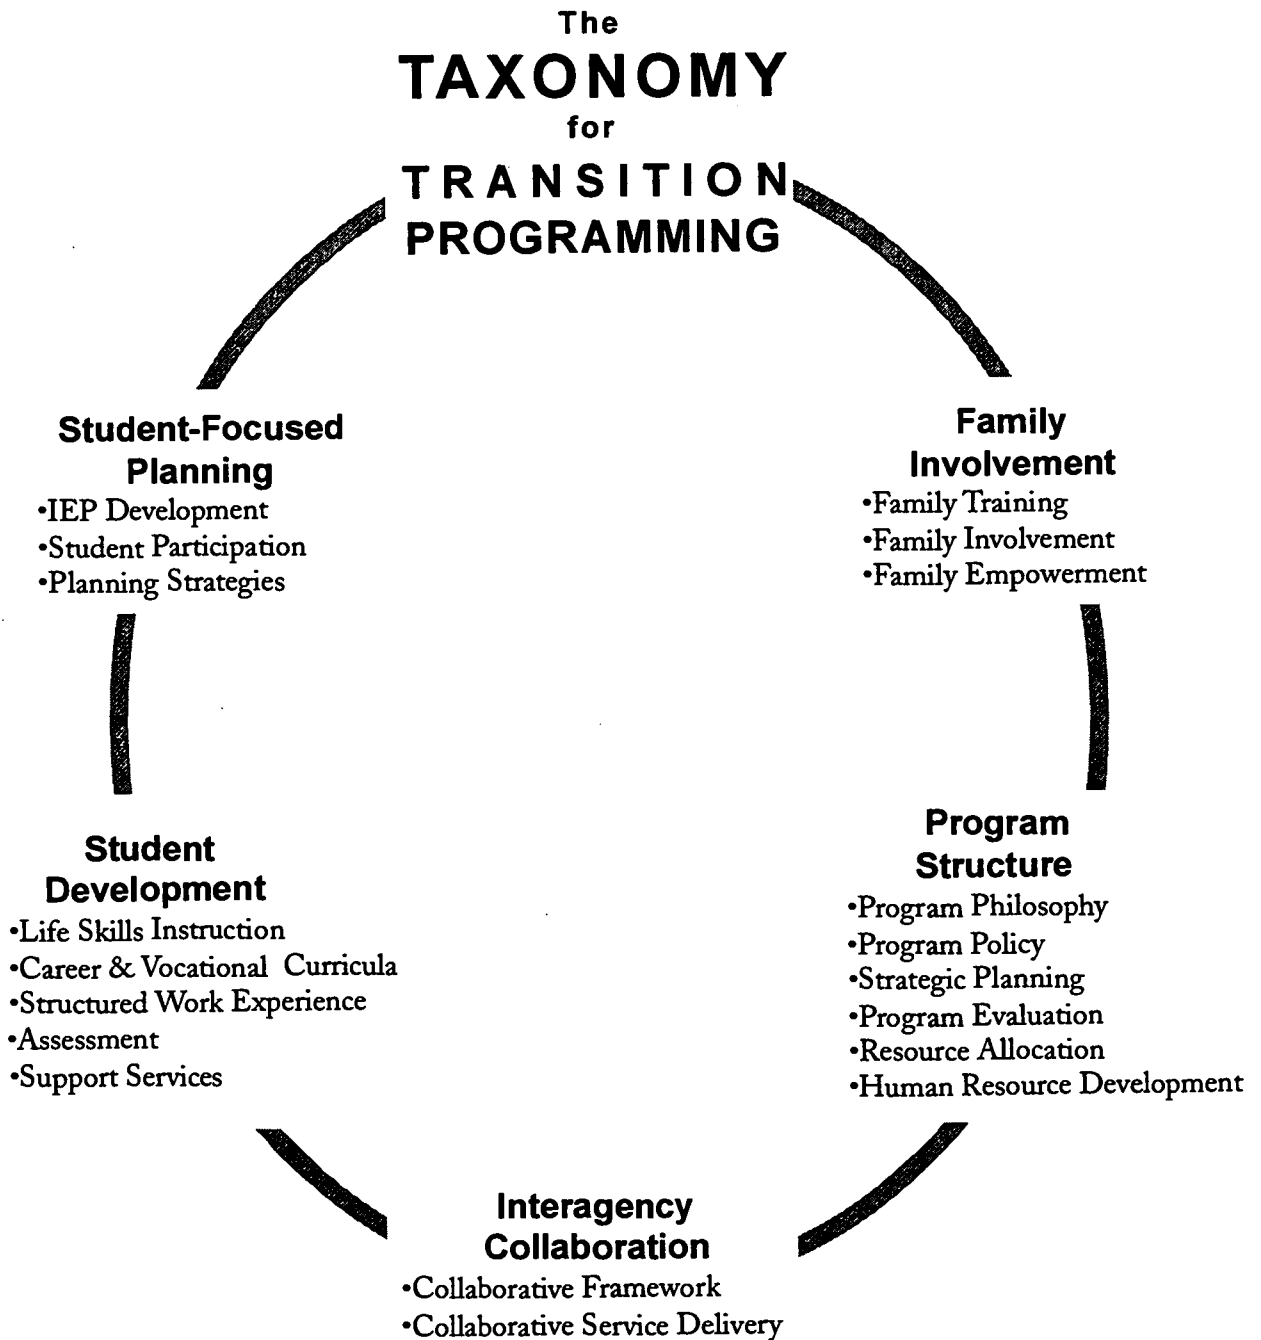 The
TAXONOMY
for
TRANSITION
PROGRAMMING
Student-Focused
Planning
•IEP Development
•Student Participation
•Planning Strategies
Family
Involvement
•Family Training
•Family Involvement
•Family Empowerment
Student
Development
•Life Skills Instruction
•Career & Vocational Curricula
•Structured Work Experience
•Assessment
•Support Services
Program
Structure
•Program Philosophy
•Program Policy
•Strategic Planning
•Program Evaluation
•Resource Allocation
•Human Resource Development
Interagency
Collaboration
•Collaborative Framework
•Collaborative Service Delivery